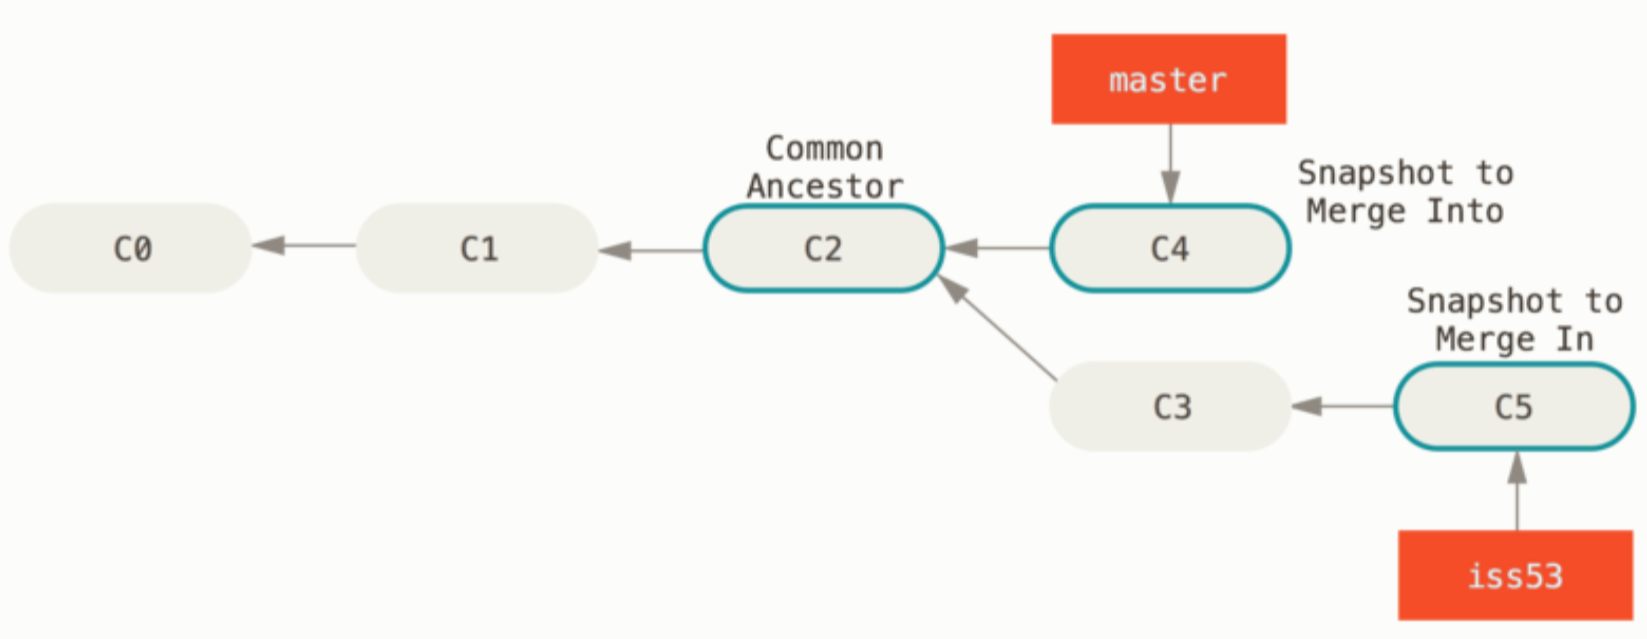 master
Common
Ancestor
Snapshot to
Merge Into
C0
C1
C2
C4
Snapshot to
Merge In
C3
C5
iss53